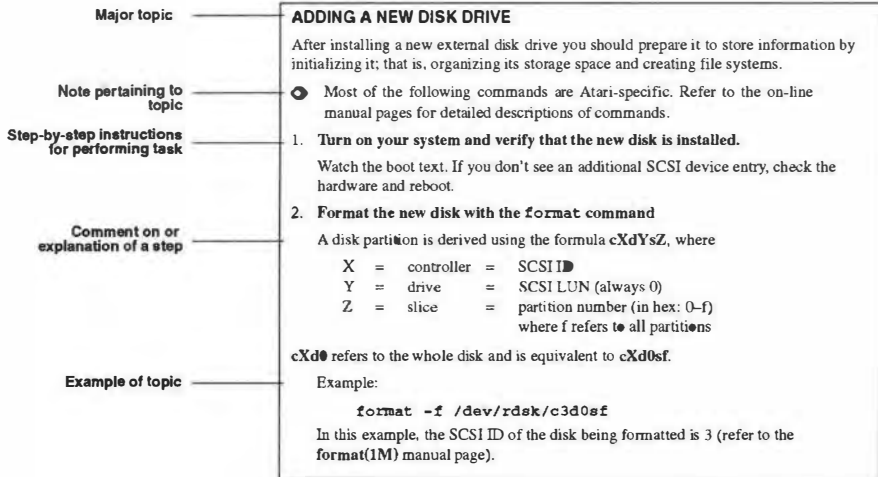 Major topic
ADDING A NEW DISK DRIVE
After installing a new external disk drive you should prepare it to store information by
initializing it; that is, organizing its storage space and creating file systems.
Note pertaining to
topic
Most of the following commands are Atari-specific. Refer to the on-line
manual pages for detailed descriptions of commands.
Step-by-step instructions
for performing task
1. Turn on your system and verify that the new disk is installed.
Watch the boot text. If you don't see an additional SCSI device entry, check the
hardware and reboot.
2. Format the new disk with the format command
Comment on or
explanation of a step
A disk partition is derived using the formula cXdYsZ, where
X = controller = SCSI ID
Y = drive = SCSI LUN (always 0)
Z = slice = partition number (in hex: 0–f)
where f refers to all partitions
cXd0 refers to the whole disk and is equivalent to cXd0sf.
Example of topic
Example:
format -f /dev/rdsk/c3d0sf
In this example, the SCSI ID of the disk being formatted is 3 (refer to the
format(1M) manual page).